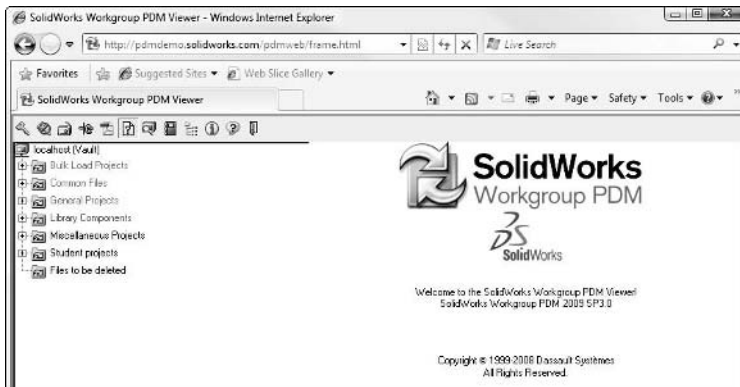 SolidWorks Workgroup PDM Viewer - Windows Internet Explorer
http://pdmdemo.solidworks.com/pdmweb/frame.html
Live Search
Favorites
Suggested Sites
Web Slice Gallery
SolidWorks Workgroup PDM Viewer
Page
Safety
Tools
localhost (Vault)
Bulk Load Projects
Common Files
General Projects
Library Components
Miscellaneous Projects
Student projects
Files to be deleted
SolidWorks
Workgroup PDM
SolidWorks
Welcome to the SolidWorks Workgroup PDM Viewer!
SolidWorks Workgroup PDM 2009 SP3.0
Copyright © 1999-2008 Dassault Systèmes
All Rights Reserved.